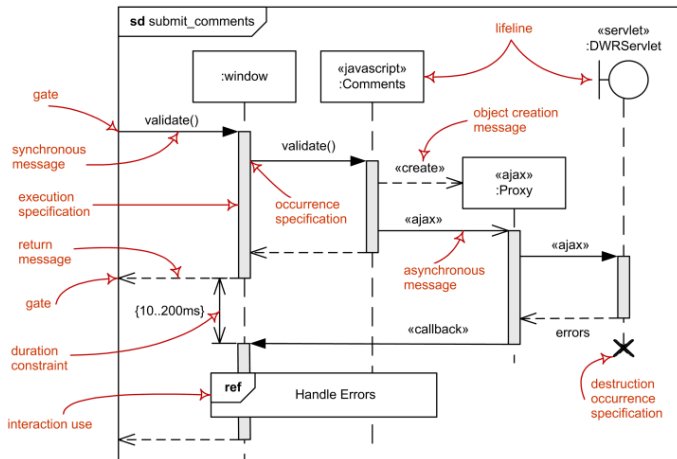 sd submit_comments
lifeline
«servlet»
:DWRServlet
:window
«javascript»
:Comments
gate
validate()
object creation
message
synchronous
message
validate()
«create»
«ajax»
:Proxy
execution
specification
occurrence
specification
«ajax»
return
message
asynchronous
message
«ajax»
gate
{10..200ms}
«callback»
errors
duration
constraint
ref
Handle Errors
destruction
occurrence
specification
interaction use